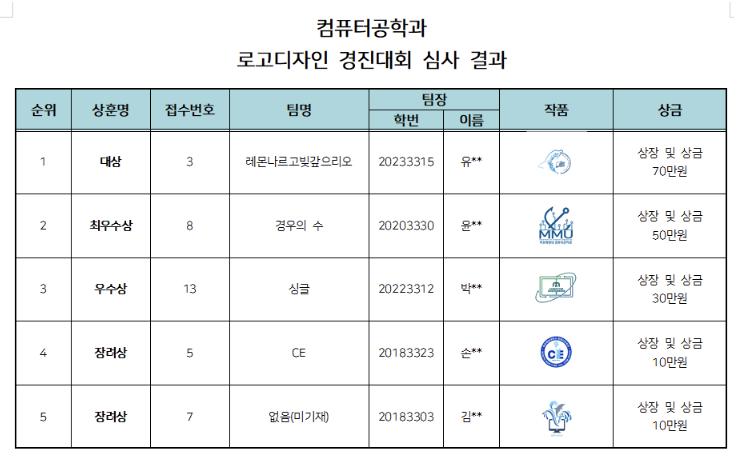 컴퓨터공학과
로고디자인 경진대회 심사 결과
순위 상훈명 접수번호 팀명 팀장 작품 상금
학번 이름
1 대상 3 레몬나르고빚갚으리오 20233315 유** 상장 및 상금
70만원
2 최우수상 8 경우의 수 20203330 윤** MMU 상장 및 상금
50만원
3 우수상 13 싱글 20223312 박** 상장 및 상금
30만원
4 장려상 5 CE 20183323 손** CE 상장 및 상금
10만원
5 장려상 7 없음(미기재) 20183303 김** 상장 및 상금
10만원